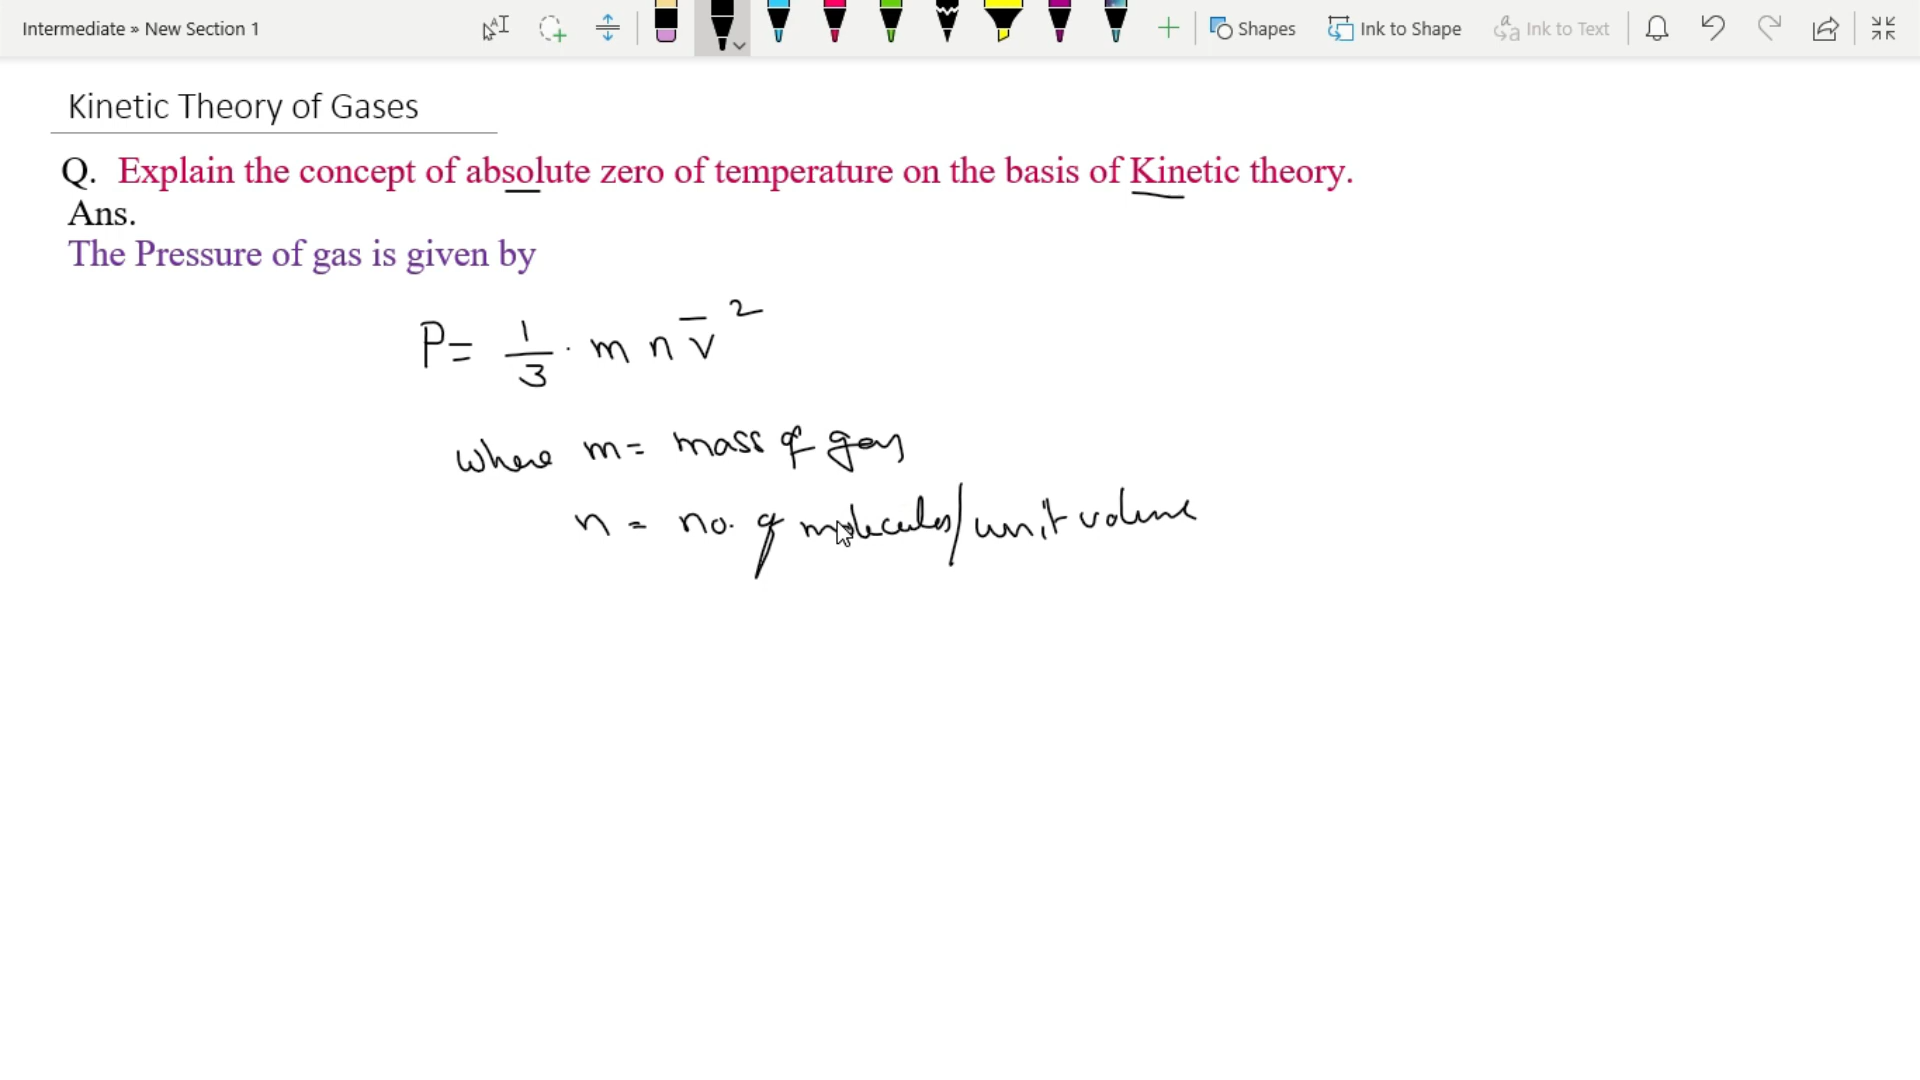 Intermediate » New Section 1
Shapes
Ink to Shape
Ink to Text
Kinetic Theory of Gases
Q. Explain the concept of absolute zero of temperature on the basis of Kinetic theory.
Ans.
The Pressure of gas is given by
P = 1/3 · m n v̄²
where m = mass of gas
n = no. of molecules/unit volume